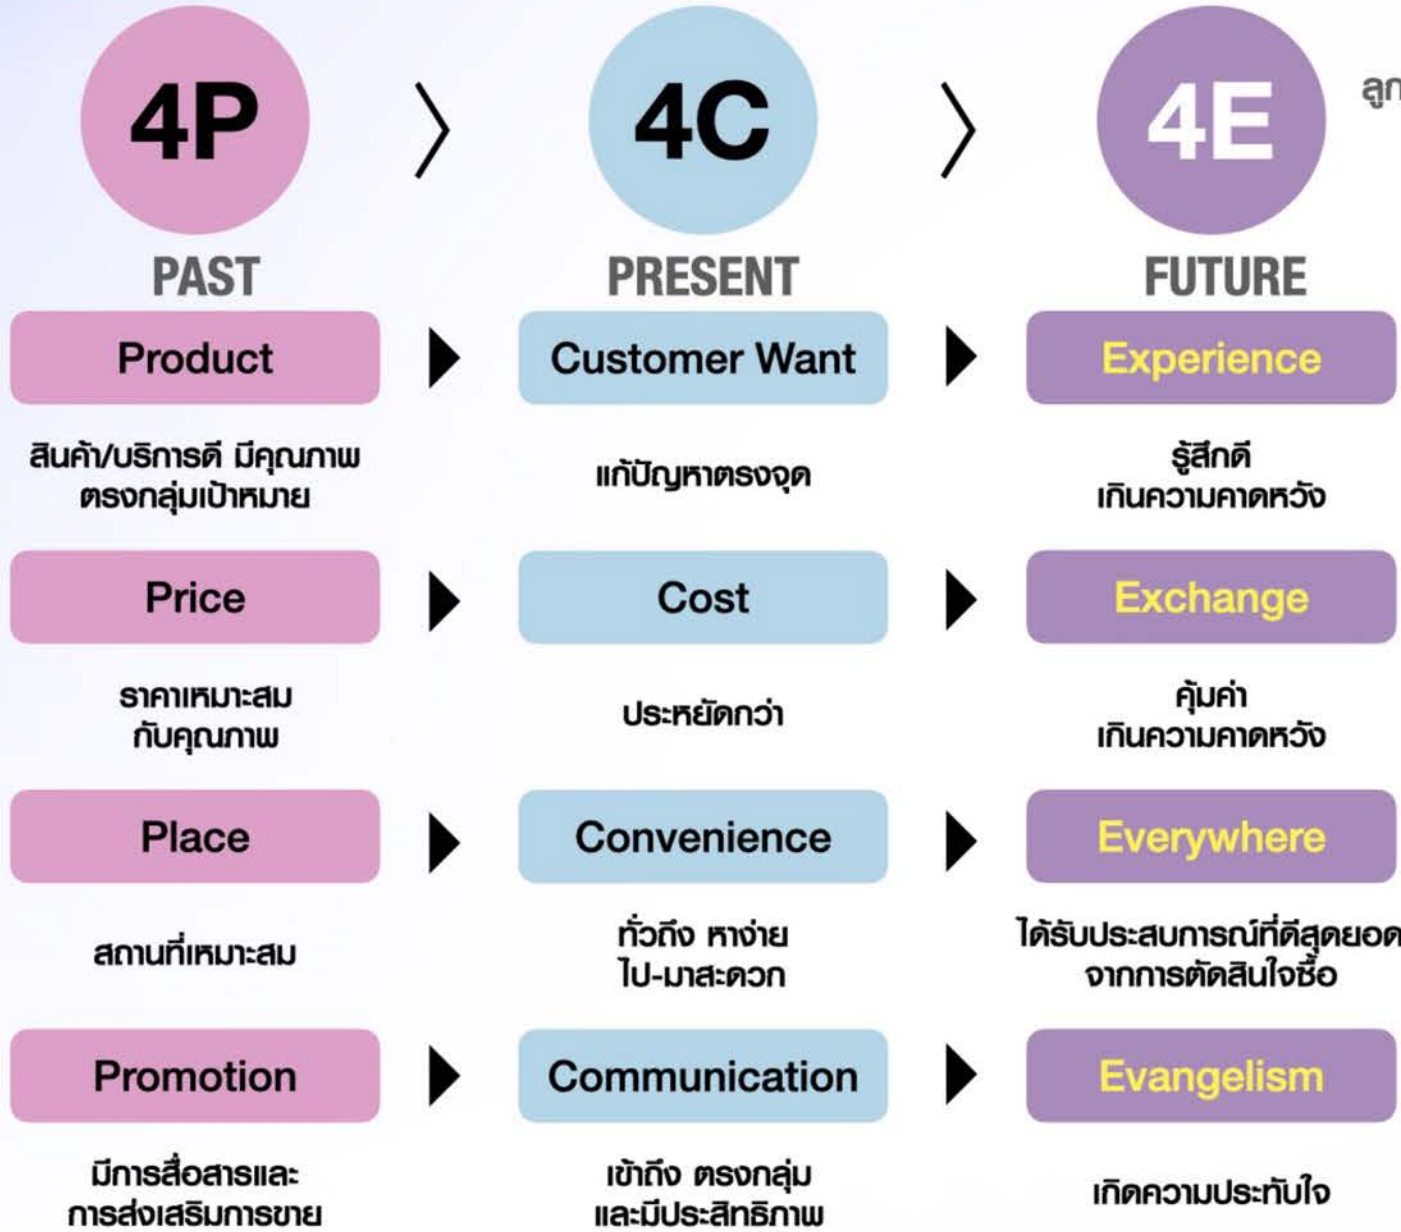 4P
4C
4E
ลูก
PAST
PRESENT
FUTURE
Product
Customer Want
Experience
สินค้า/บริการดี มีคุณภาพ
ตรงกลุ่มเป้าหมาย
แก้ปัญหาตรงจุด
รู้สึกดี
เกินความคาดหวัง
Price
Cost
Exchange
ราคาเหมาะสม
กับคุณภาพ
ประหยัดกว่า
คุ้มค่า
เกินความคาดหวัง
Place
Convenience
Everywhere
สถานที่เหมาะสม
ทั่วถึง หาง่าย
ไป-มาสะดวก
ได้รับประสบการณ์ที่ดีสุดยอด
จากการตัดสินใจซื้อ
Promotion
Communication
Evangelism
มีการสื่อสารและ
การส่งเสริมการขาย
เข้าถึง ตรงกลุ่ม
และมีประสิทธิภาพ
เกิดความประทับใจ